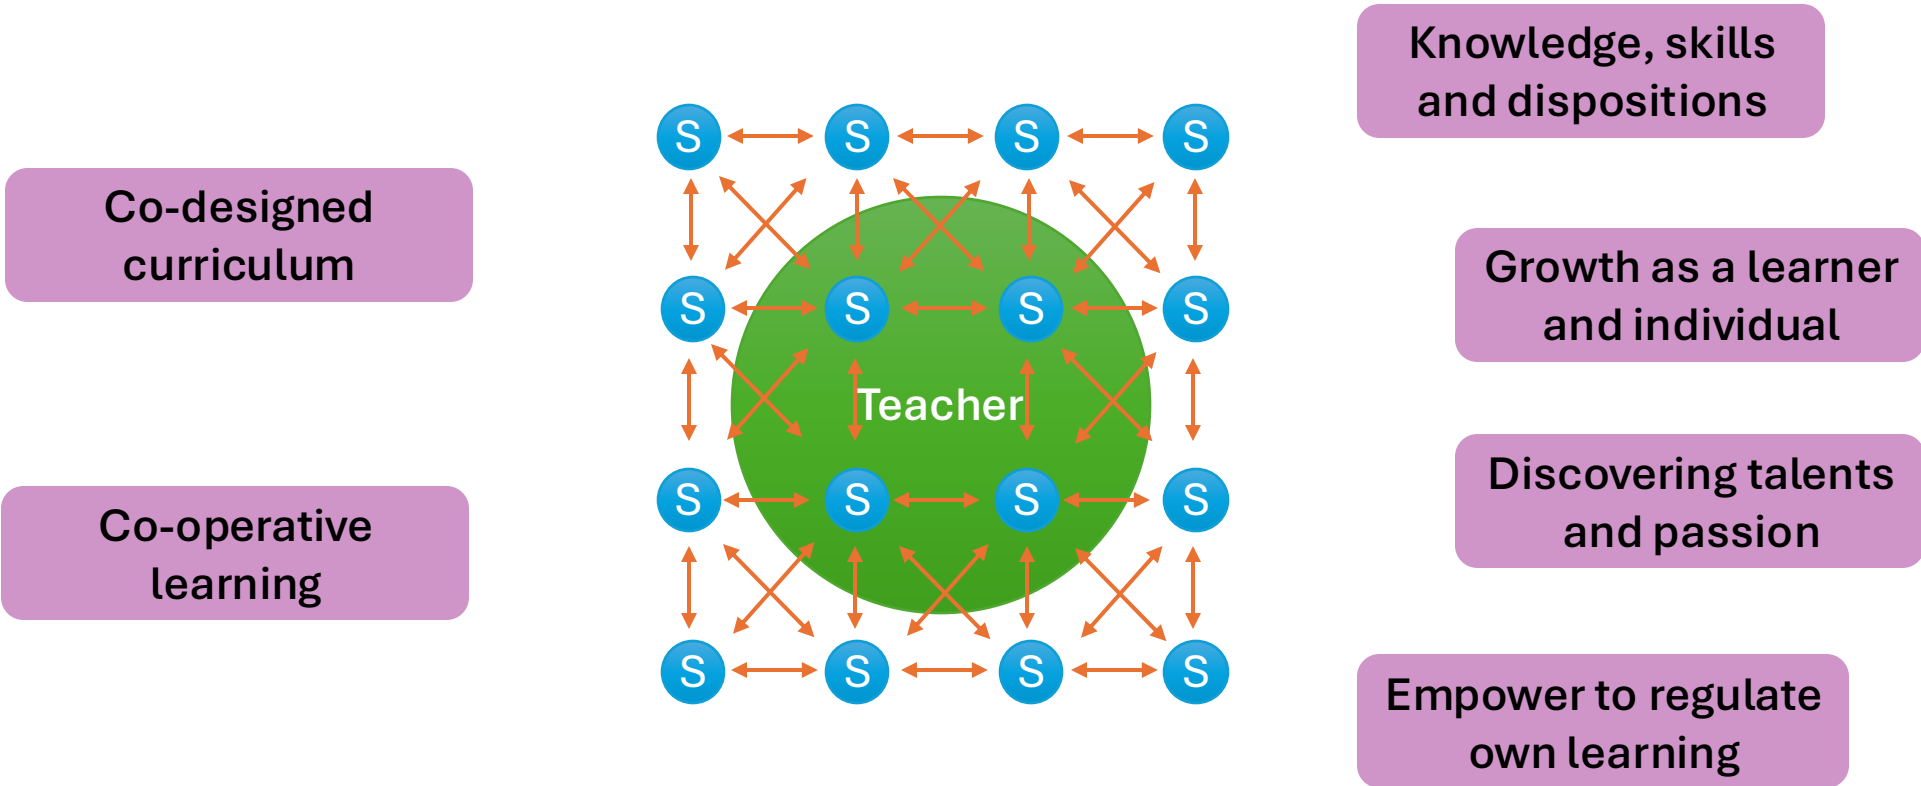 Knowledge, skills
and dispositions
S S S S
Co-designed
curriculum
Growth as a learner
and individual
S S S S
Teacher
Discovering talents
and passion
S S S S
Co-operative
learning
S S S S
Empower to regulate
own learning